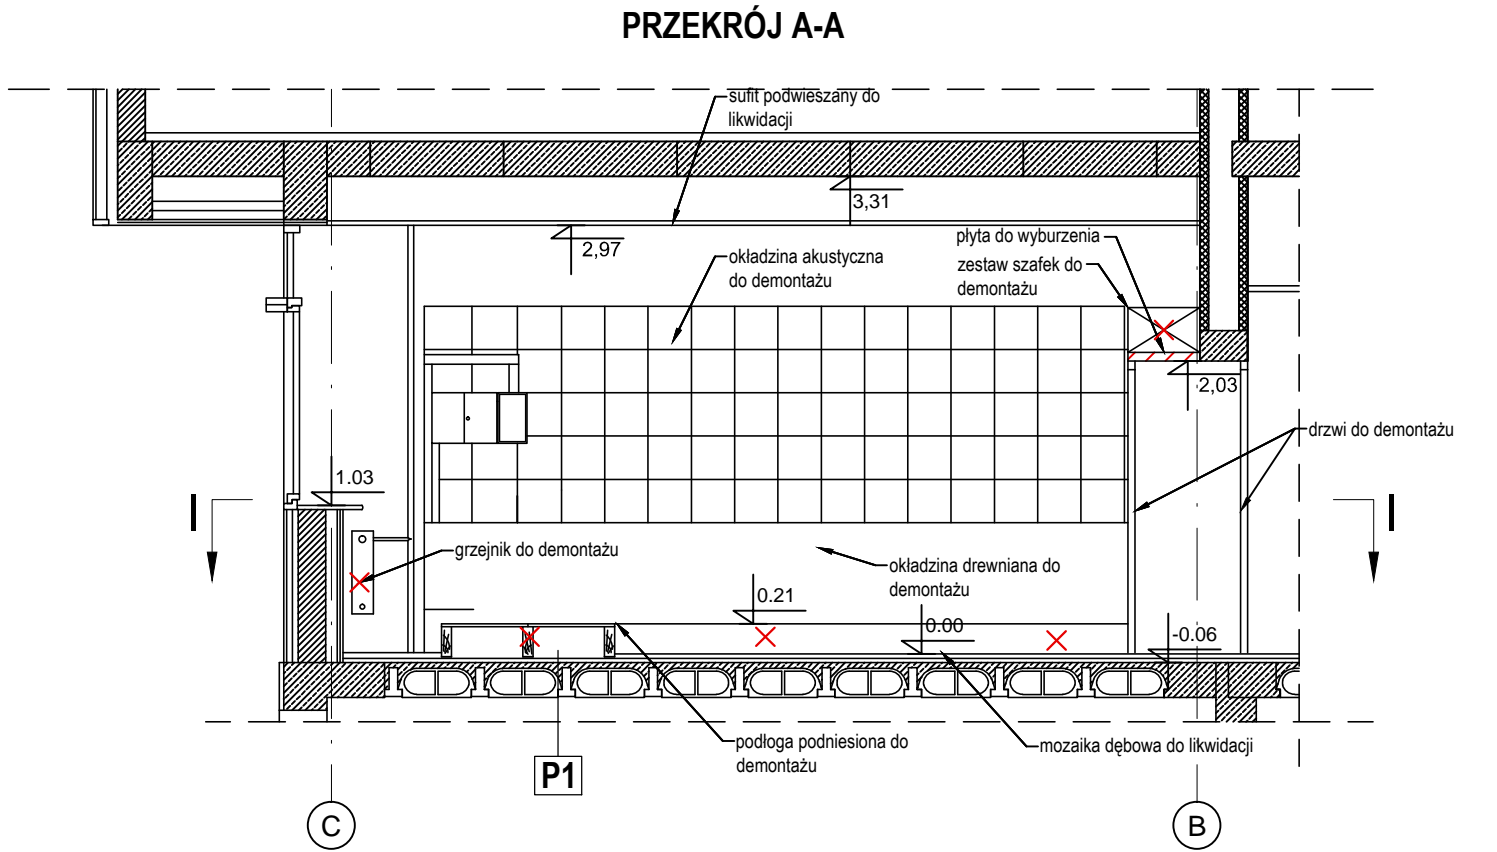 PRZEKRÓJ A-A
sufit podwieszany do
likwidacji
3,31
2,97
płyta do wyburzenia
okładzina akustyczna
do demontażu
zestaw szafek do
demontażu
2,03
drzwi do demontażu
1.03
I
I
grzejnik do demontażu
okładzina drewniana do
demontażu
0.21
0.00
-0.06
podłoga podniesiona do
demontażu
mozaika dębowa do likwidacji
P1
C
B